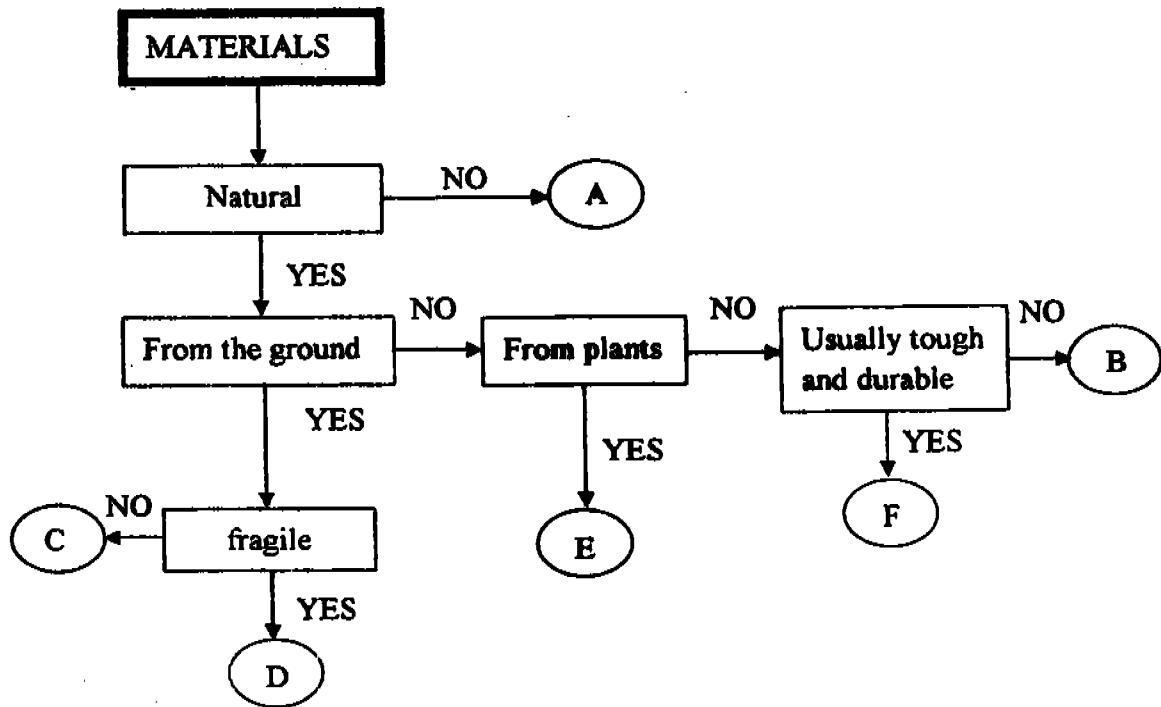 MATERIALS
Natural
NO
A
YES
From the ground
NO
From plants
NO
Usually tough
and durable
NO
B
YES
YES
YES
C
NO
fragile
E
F
YES
D